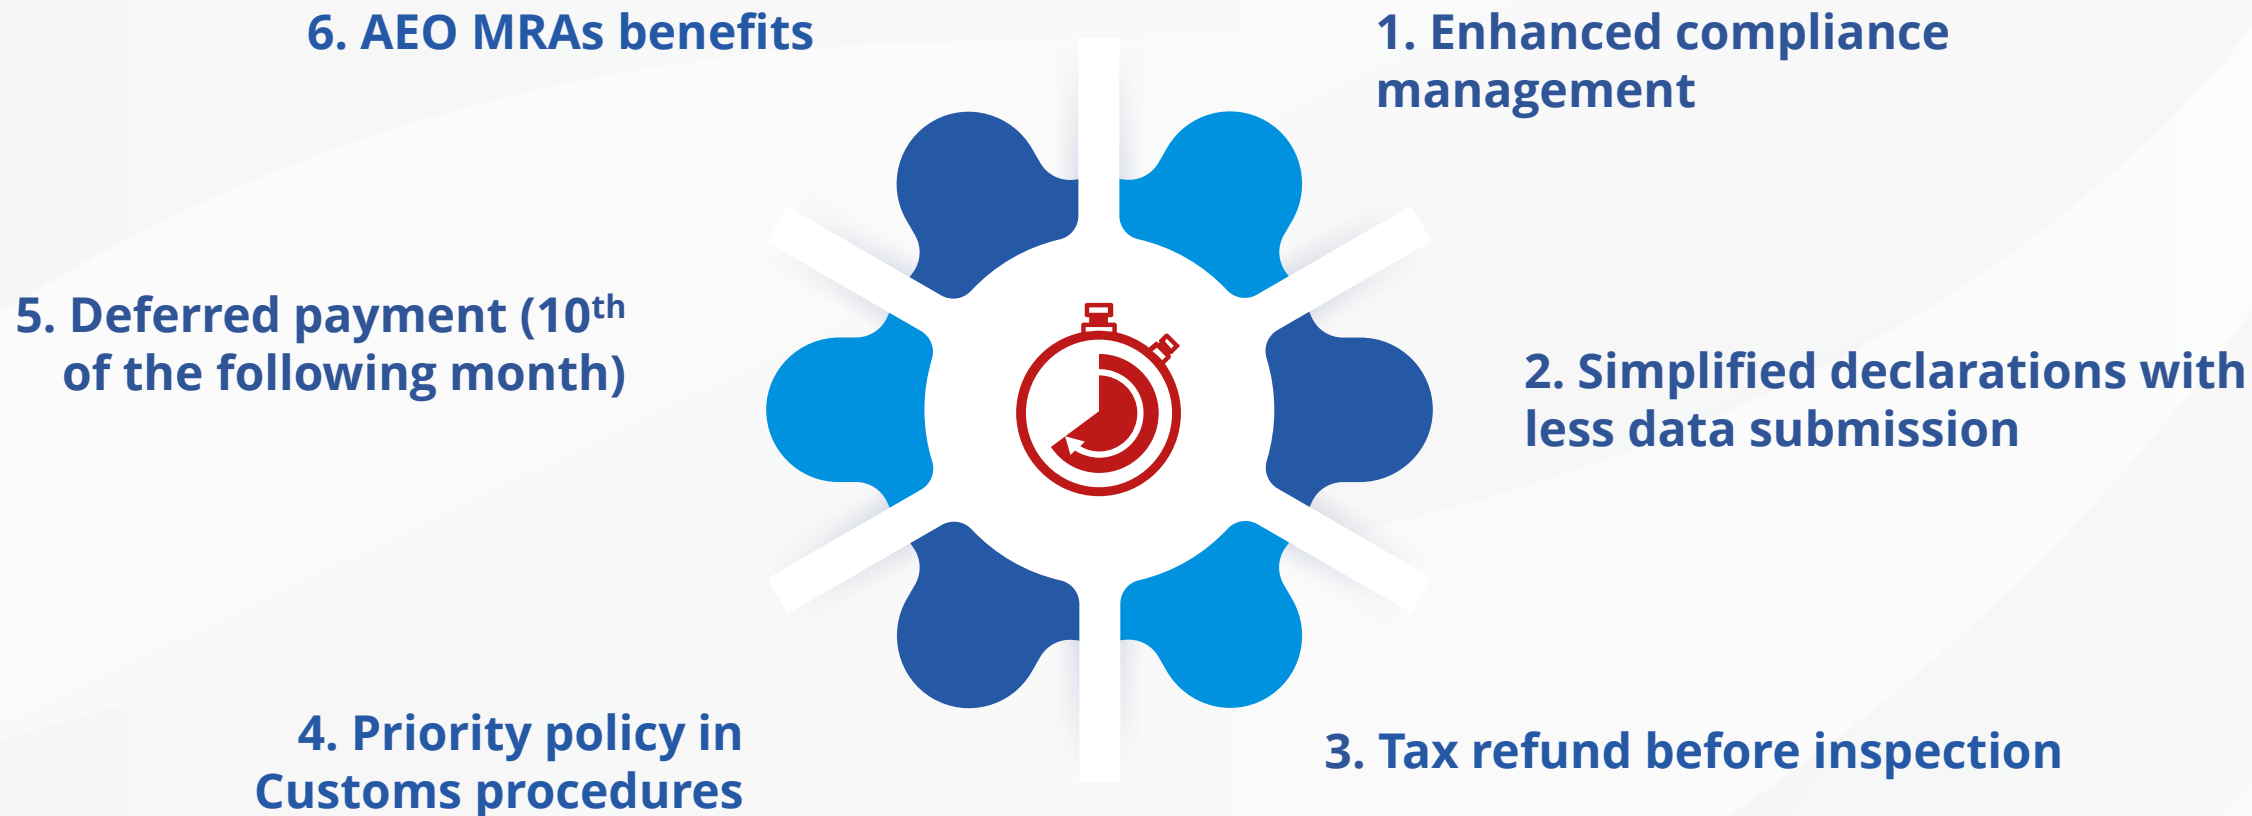 6. AEO MRAs benefits
1. Enhanced compliance
management
5. Deferred payment (10th
of the following month)
2. Simplified declarations with
less data submission
4. Priority policy in
Customs procedures
3. Tax refund before inspection